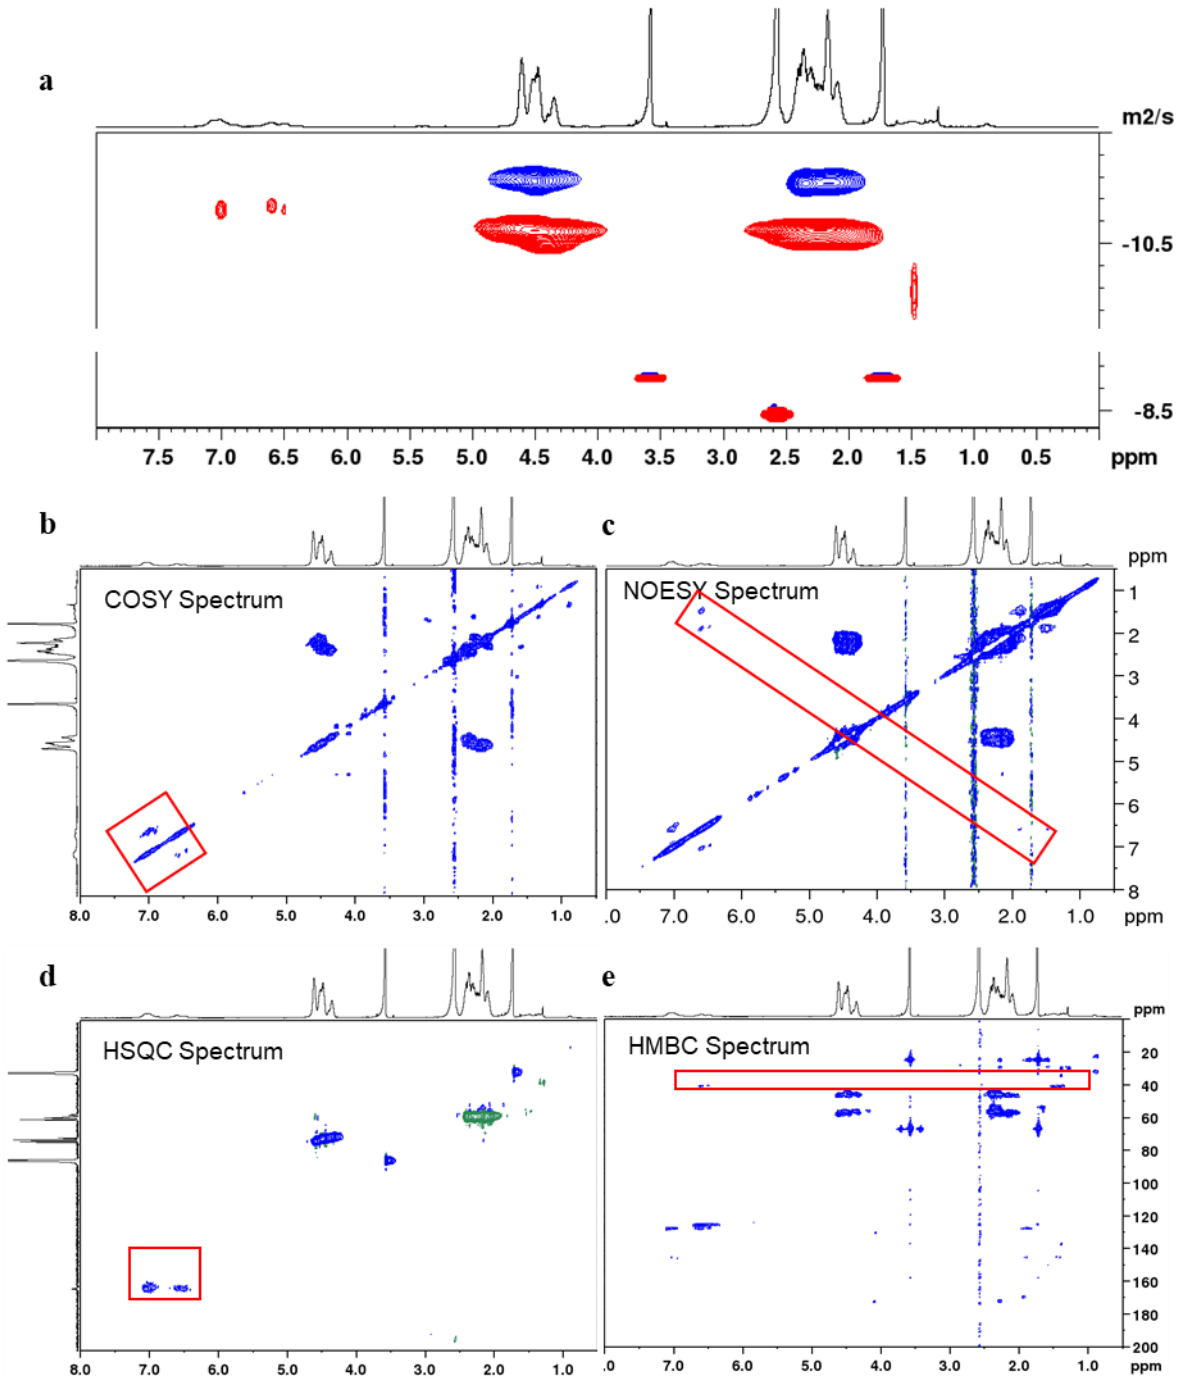 a
m2/s
-10.5
-8.5
7.5 7.0 6.5 6.0 5.5 5.0 4.5 4.0 3.5 3.0 2.5 2.0 1.5 1.0 0.5 ppm
b
COSY Spectrum
8.0 7.0 6.0 5.0 4.0 3.0 2.0 1.0
c
ppm
NOESY Spectrum
1
2
3
4
5
6
7
8
.0 7.0 6.0 5.0 4.0 3.0 2.0 1.0 ppm
d
HSQC Spectrum
8.0 7.0 6.0 5.0 4.0 3.0 2.0 1.0
e
ppm
HMBC Spectrum
20
40
60
80
100
120
140
160
180
200
.0 7.0 6.0 5.0 4.0 3.0 2.0 1.0 ppm